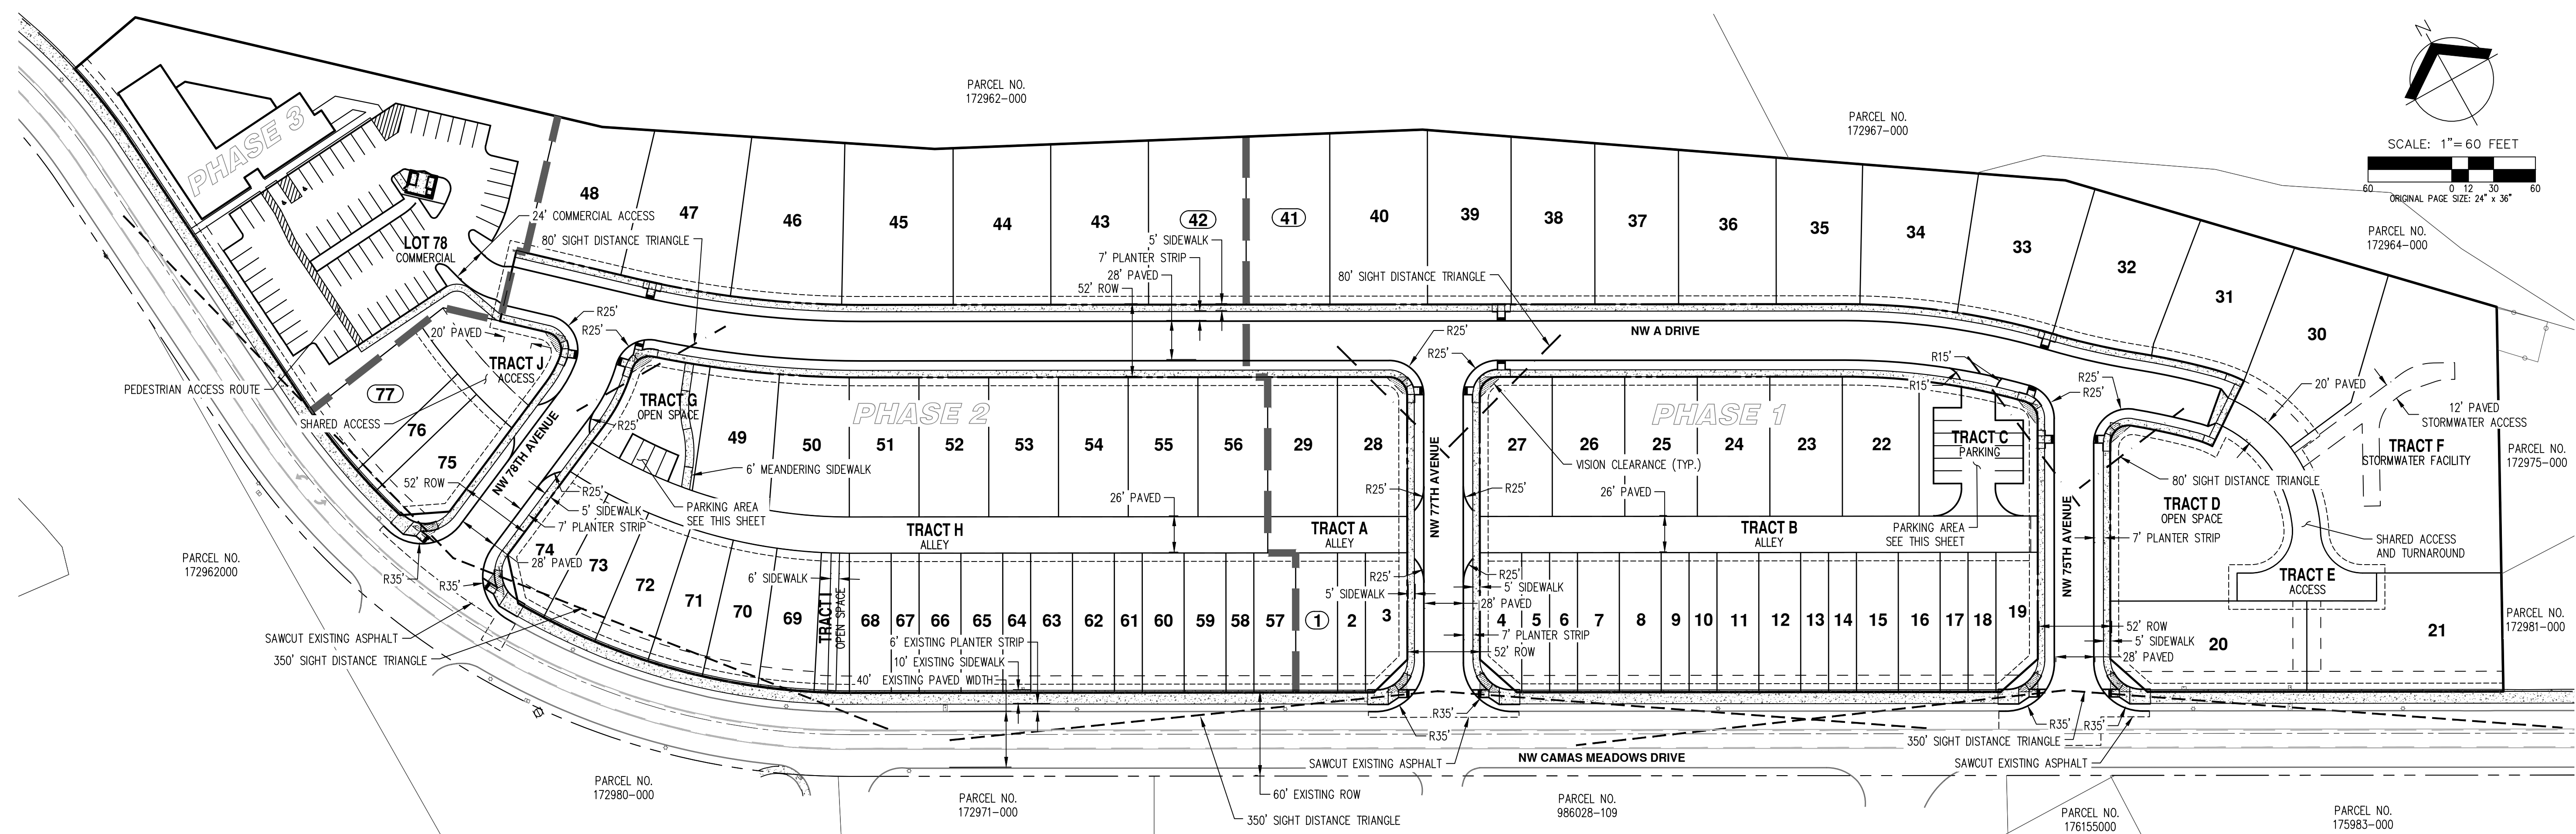 PARCEL NO.
172962-000
PARCEL NO.
172967-000
N
SCALE: 1"= 60 FEET
60 0 12 30 60
ORIGINAL PAGE SIZE: 24" x 36"
PARCEL NO.
172964-000
PHASE 3
LOT 78
COMMERCIAL
24' COMMERCIAL ACCESS
80' SIGHT DISTANCE TRIANGLE
48
47
46
45
44
43
42
41
40
39
38
37
36
35
34
33
32
31
30
5' SIDEWALK
7' PLANTER STRIP
28' PAVED
52' ROW
80' SIGHT DISTANCE TRIANGLE
NW A DRIVE
R25'
R25'
R25'
R25'
R15'
R15'
R25'
R25'
20' PAVED
12' PAVED
STORMWATER ACCESS
20' PAVED
TRACT J
ACCESS
PEDESTRIAN ACCESS ROUTE
77
SHARED ACCESS
76
75
52' ROW
NW 78TH AVENUE
TRACT G
OPEN SPACE
R25'
R25'
5' SIDEWALK
7' PLANTER STRIP
28' PAVED
6' MEANDERING SIDEWALK
PARKING AREA
SEE THIS SHEET
PHASE 2
49
50
51
52
53
54
55
56
29
28
26' PAVED
TRACT H
ALLEY
TRACT A
ALLEY
R25'
R25'
NW 77TH AVENUE
PHASE 1
27
26
25
24
23
22
VISION CLEARANCE (TYP.)
26' PAVED
TRACT C
PARKING
TRACT B
ALLEY
PARKING AREA
SEE THIS SHEET
NW 75TH AVENUE
TRACT F
STORMWATER FACILITY
PARCEL NO.
172975-000
80' SIGHT DISTANCE TRIANGLE
TRACT D
OPEN SPACE
7' PLANTER STRIP
SHARED ACCESS
AND TURNAROUND
TRACT E
ACCESS
PARCEL NO.
172981-000
PARCEL NO.
172962000
R35'
R35'
SAWCUT EXISTING ASPHALT
350' SIGHT DISTANCE TRIANGLE
74
73
72
71
70
69
6' SIDEWALK
TRACT I
OPEN SPACE
68
67
66
65
64
63
62
61
60
59
58
57
1
2
3
6' EXISTING PLANTER STRIP
10' EXISTING SIDEWALK
40' EXISTING PAVED WIDTH
R25'
R25'
5' SIDEWALK
5' SIDEWALK
28' PAVED
7' PLANTER STRIP
52' ROW
4
5
6
7
8
9
10
11
12
13
14
15
16
17
18
19
20
21
52' ROW
5' SIDEWALK
28' PAVED
R35'
R35'
R35'
R35'
SAWCUT EXISTING ASPHALT
350' SIGHT DISTANCE TRIANGLE
SAWCUT EXISTING ASPHALT
NW CAMAS MEADOWS DRIVE
60' EXISTING ROW
350' SIGHT DISTANCE TRIANGLE
PARCEL NO.
172980-000
PARCEL NO.
172971-000
PARCEL NO.
986028-109
PARCEL NO.
176155000
PARCEL NO.
175983-000